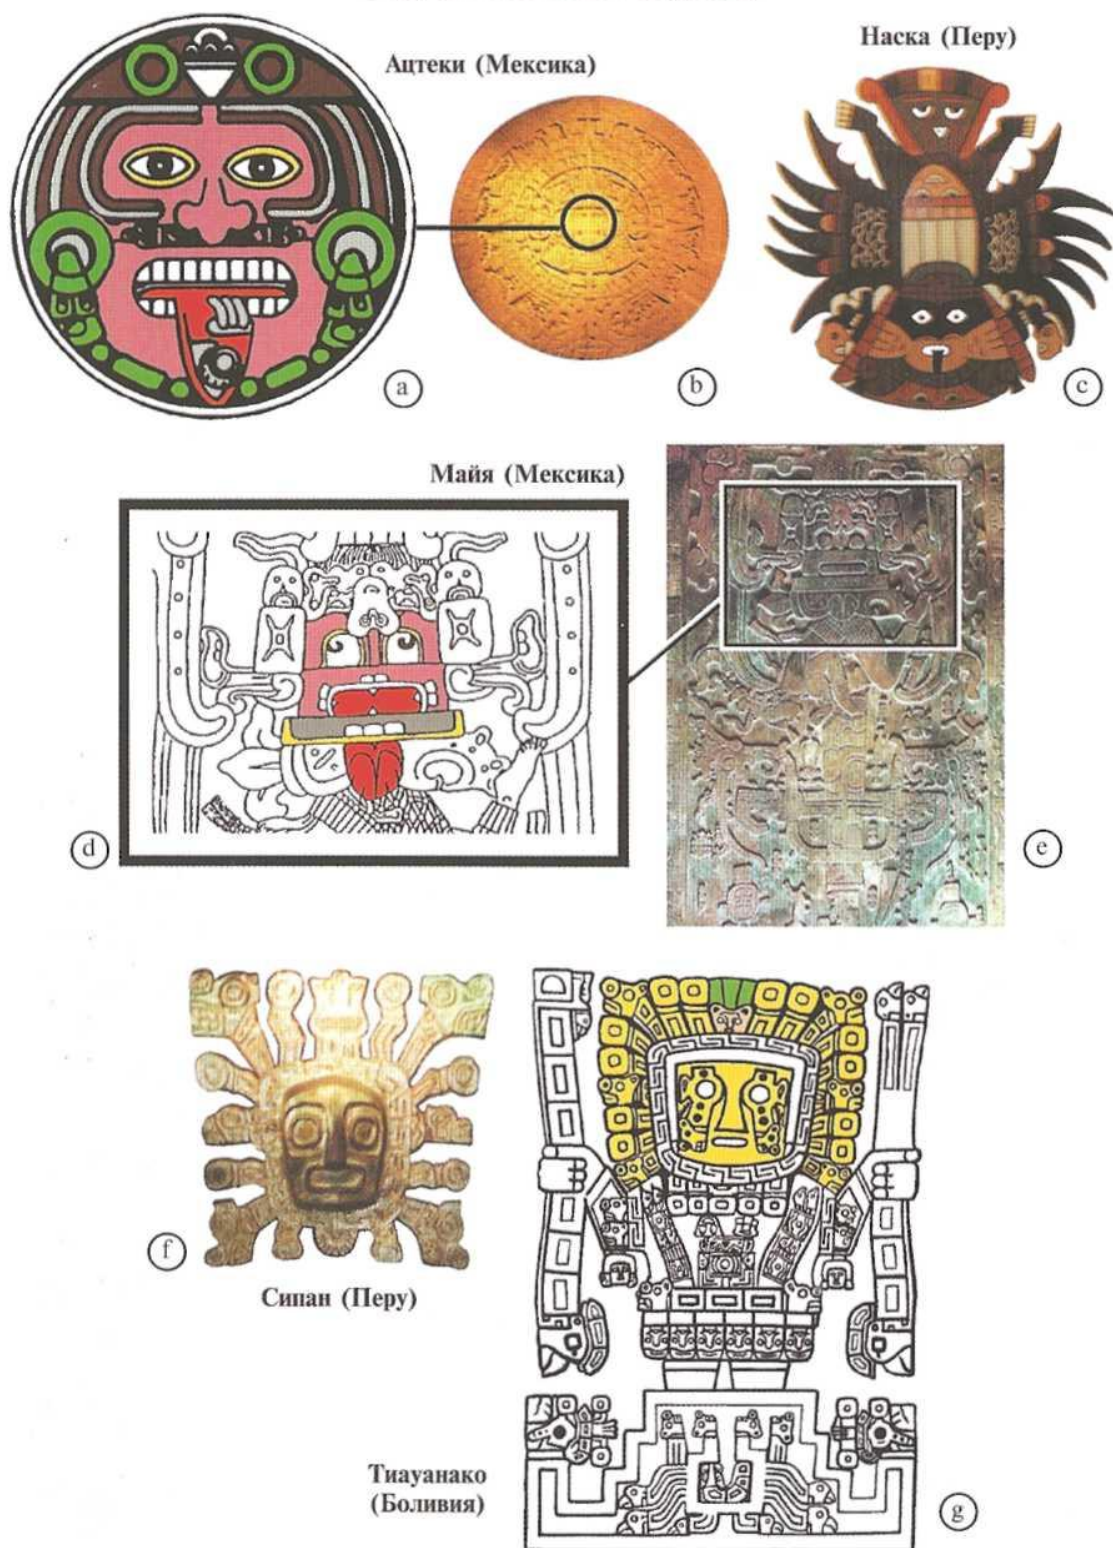 Ацтеки (Мексика)
Наска (Перу)
a
b
c
Майя (Мексика)
d
e
f
Сипан (Перу)
Тиауанако
(Боливия)
g